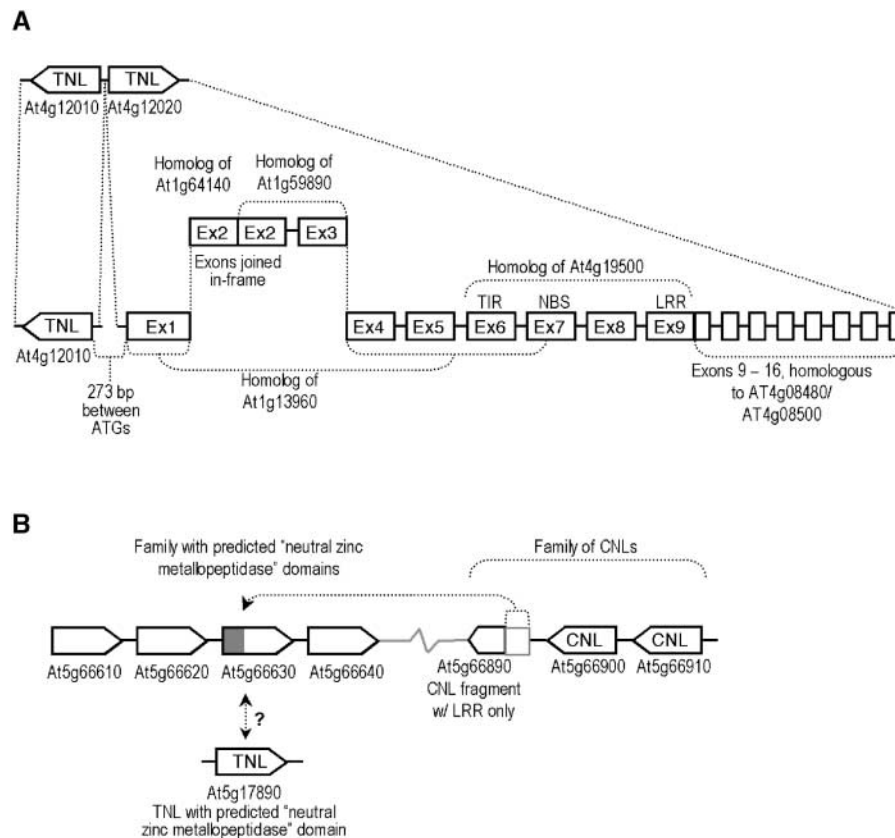 A
TNL TNL
At4g12010 At4g12020
Homolog of
At1g64140
Homolog of
At1g59890
Ex2 Ex2 Ex3
Exons joined
in-frame
Homolog of At4g19500
TIR NBS LRR
TNL Ex1 Ex4 Ex5 Ex6 Ex7 Ex8 Ex9
At4g12010
273 bp
between
ATGs
Homolog of
At1g13960
Exons 9 – 16, homologous
to AT4g08480/
AT4g08500
B
Family with predicted "neutral zinc
metallopeptidase" domains
Family of CNLs
CNL CNL
At5g66610 At5g66620 At5g66630 At5g66640 At5g66890 At5g66900 At5g66910
CNL fragment
w/ LRR only
?
TNL
At5g17890
TNL with predicted "neutral
zinc metallopeptidase" domain